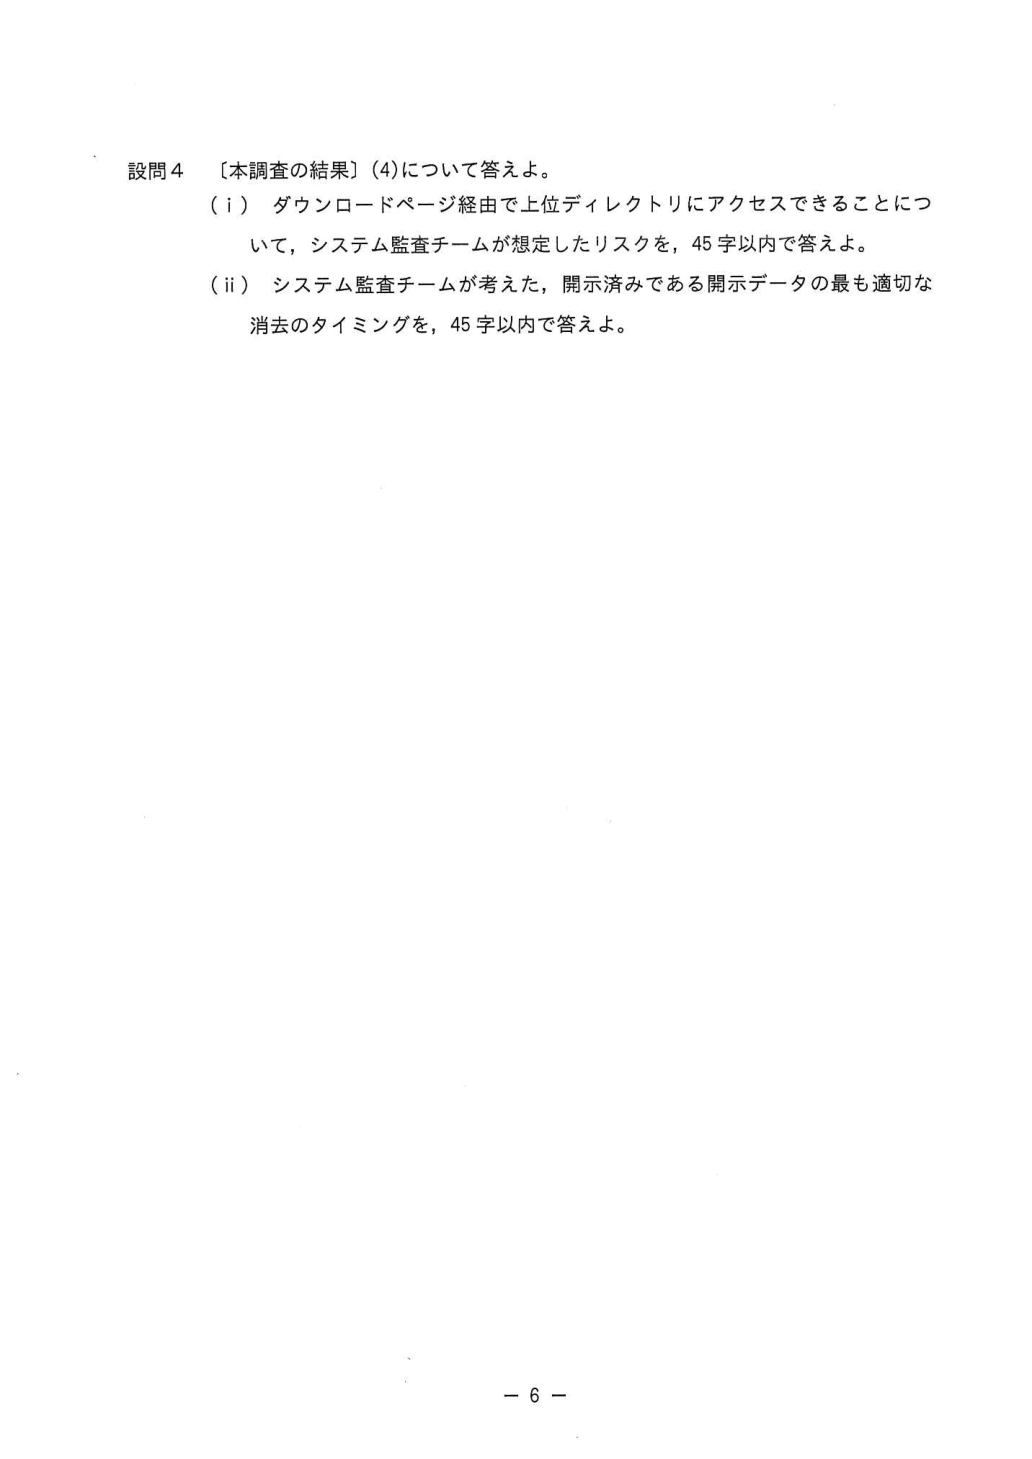 設問４　〔本調査の結果〕(4)について答えよ。
(ⅰ)　ダウンロードページ経由で上位ディレクトリにアクセスできることにつ
いて，システム監査チームが想定したリスクを，45字以内で答えよ。
(ⅱ)　システム監査チームが考えた，開示済みである開示データの最も適切な
消去のタイミングを，45字以内で答えよ。
－ 6 －